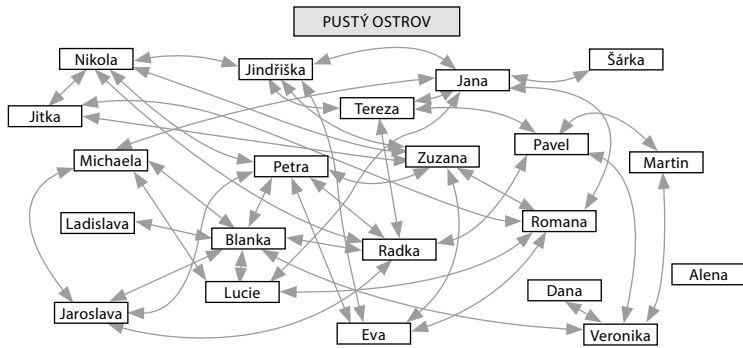 PUSTÝ OSTROV
Nikola
Jindřiška
Jana
Šárka
Tereza
Jitka
Pavel
Michaela
Petra
Zuzana
Martin
Ladislava
Blanka
Radka
Romana
Alena
Lucie
Dana
Jaroslava
Eva
Veronika